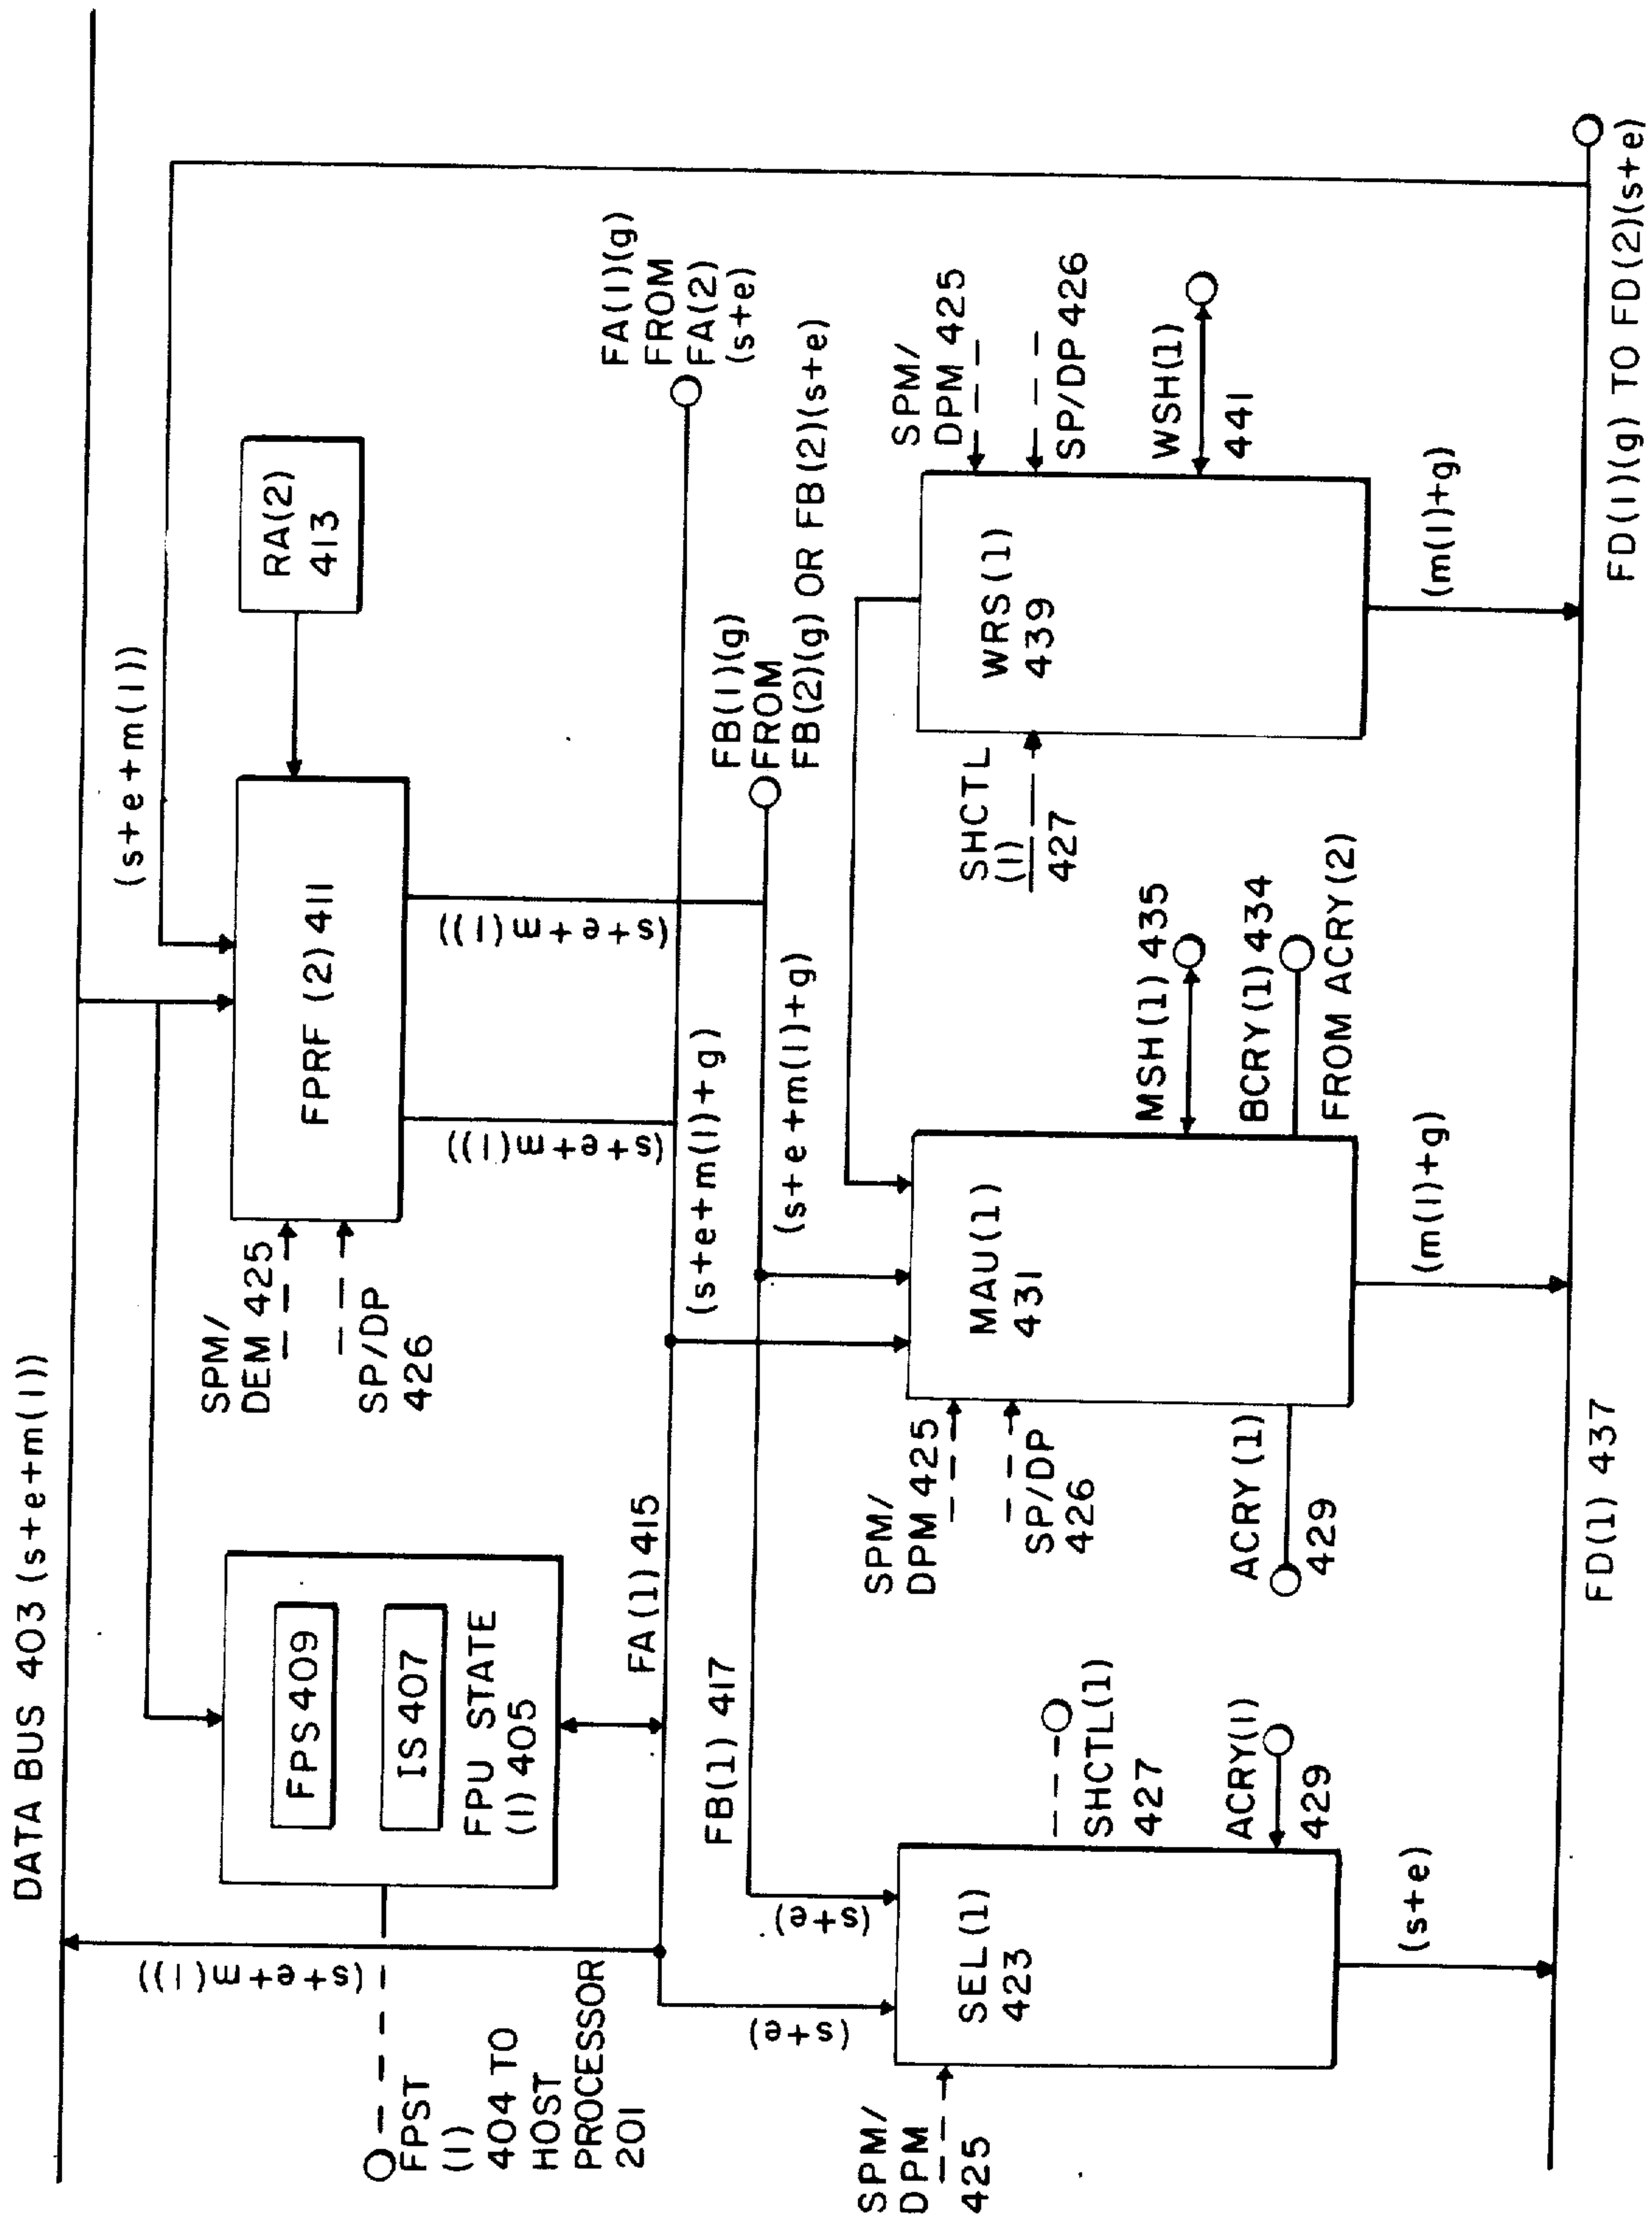 DATA BUS 403 (s+e+m(1))
(s+e+m(1))
(s+e+m(1))
FPST
(1)
404 TO
HOST
PROCESSOR
201
FPS 409
IS 407
FPU STATE
(1) 405
SPM/
DEM 425
SP/DP
426
FPRF (2) 411
RA(2)
413
(s+e+m(1))
(s+e+m(1))
FA(1) 415
(s+e+m(1)+g)
FA(1)(g)
FROM
FA(2)
(s+e)
FB(1) 417
(s+e+m(1)+g)
FB(1)(g)
FROM
FB(2)(g) OR FB(2)(s+e)
(s+e)
(s+e)
SPM/
DPM
425
SEL(1)
423
SHCTL(1)
427
ACRY(1)
429
(s+e)
SPM/
DPM 425
SP/DP
426
ACRY(1)
429
MAU(1)
431
MSH(1) 435
BCRY(1) 434
FROM ACRY(2)
(m(1)+g)
SHCTL
(1)
427
WRS(1)
439
SPM/
DPM 425
SP/DP 426
WSH(1)
441
(m(1)+g)
FD(1) 437
FD(1)(g) TO FD(2)(s+e)